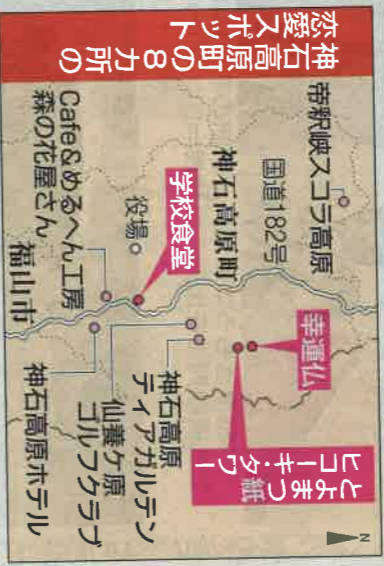 神石高原町の8カ所の
恋愛スポット
帝釈峡スコラ高原
国道182号
神石高原町
学校食堂
役場
Cafe&めるへん工房
森の花屋さん
福山市
幸運仏
とよまつ紙
ヒコーキ・タワー
神石高原
ティアガルテン
仙養ケ原
ゴルフクラブ
神石高原ホテル
N